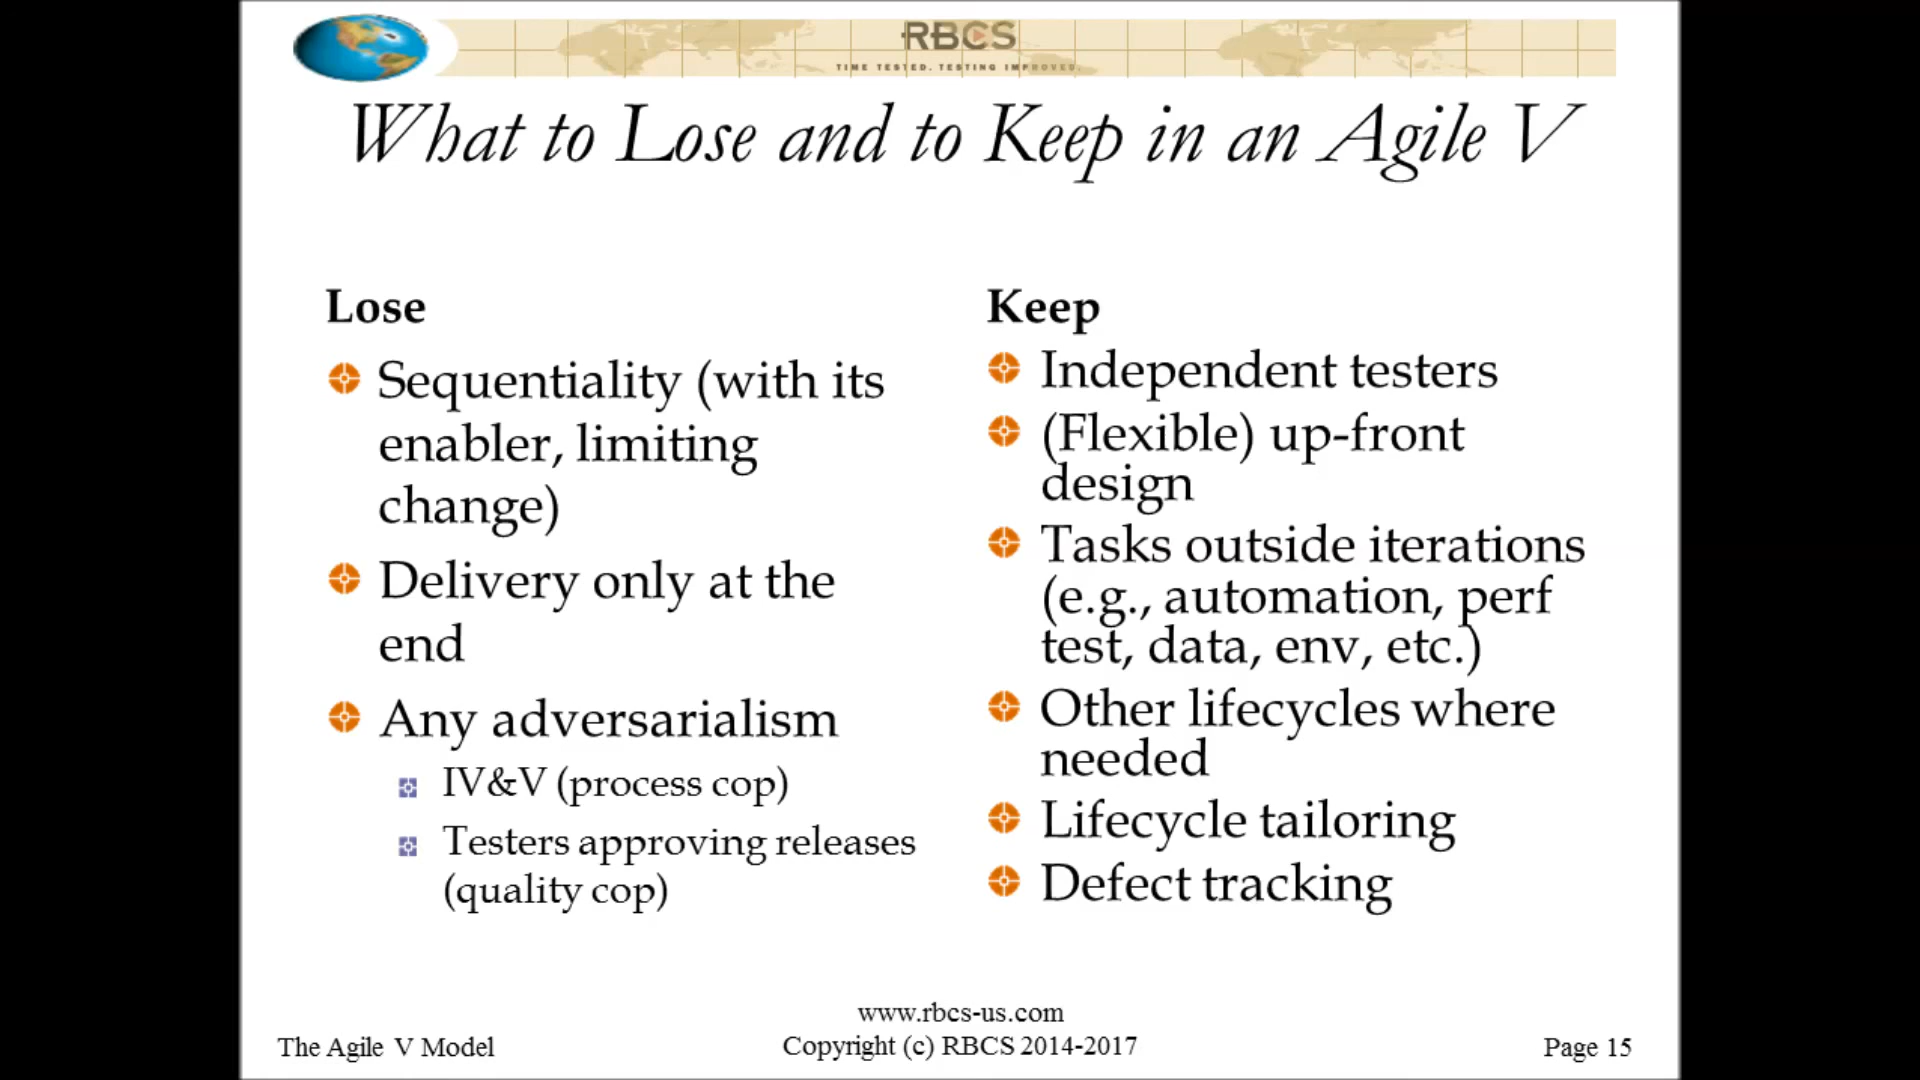 RBCS
TIME TESTED. TESTING IMPROVED.
What to Lose and to Keep in an Agile V
Lose
Sequentiality (with its
enabler, limiting
change)
Delivery only at the
end
Any adversarialism
IV&V (process cop)
Testers approving releases
(quality cop)
Keep
Independent testers
(Flexible) up-front
design
Tasks outside iterations
(e.g., automation, perf
test, data, env, etc.)
Other lifecycles where
needed
Lifecycle tailoring
Defect tracking
The Agile V Model
www.rbcs-us.com
Copyright (c) RBCS 2014-2017
Page 15